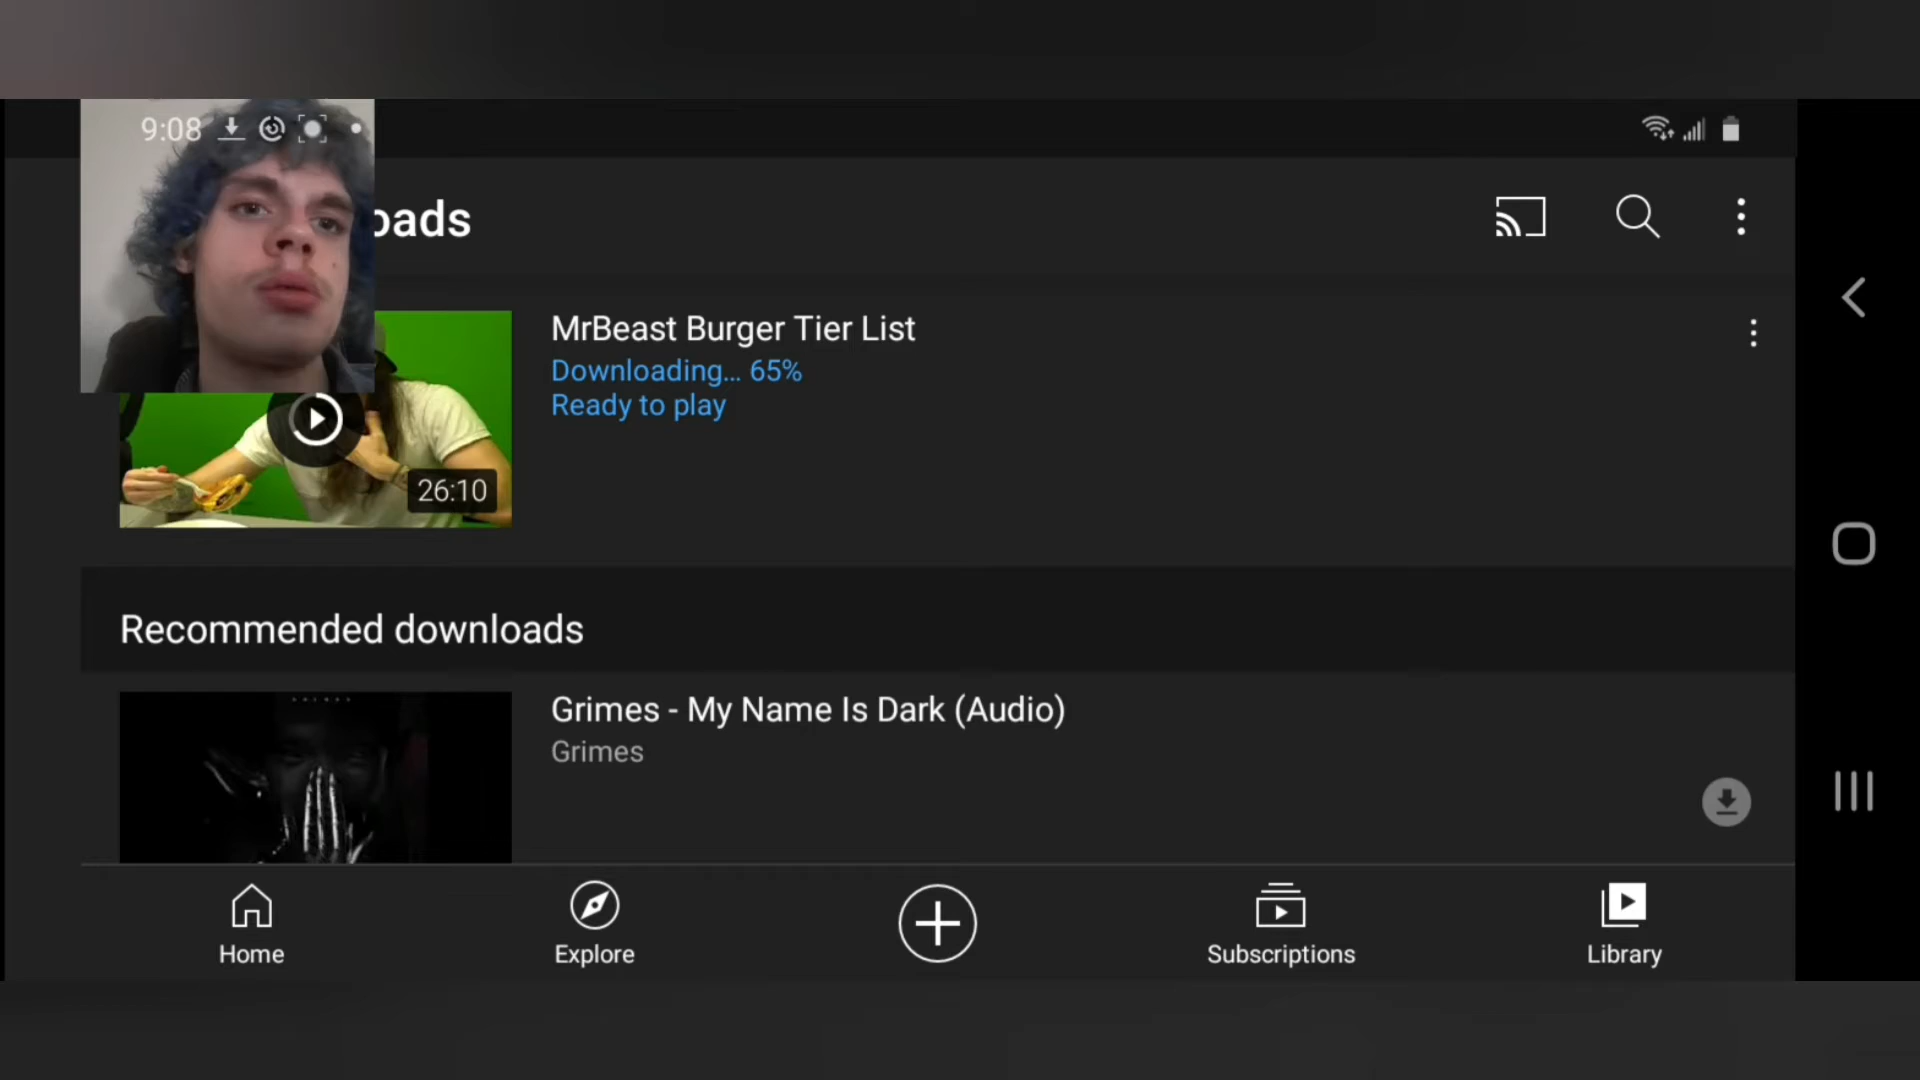 9:08
oads
MrBeast Burger Tier List
Downloading... 65%
Ready to play
26:10
Recommended downloads
Grimes - My Name Is Dark (Audio)
Grimes
Home
Explore
Subscriptions
Library